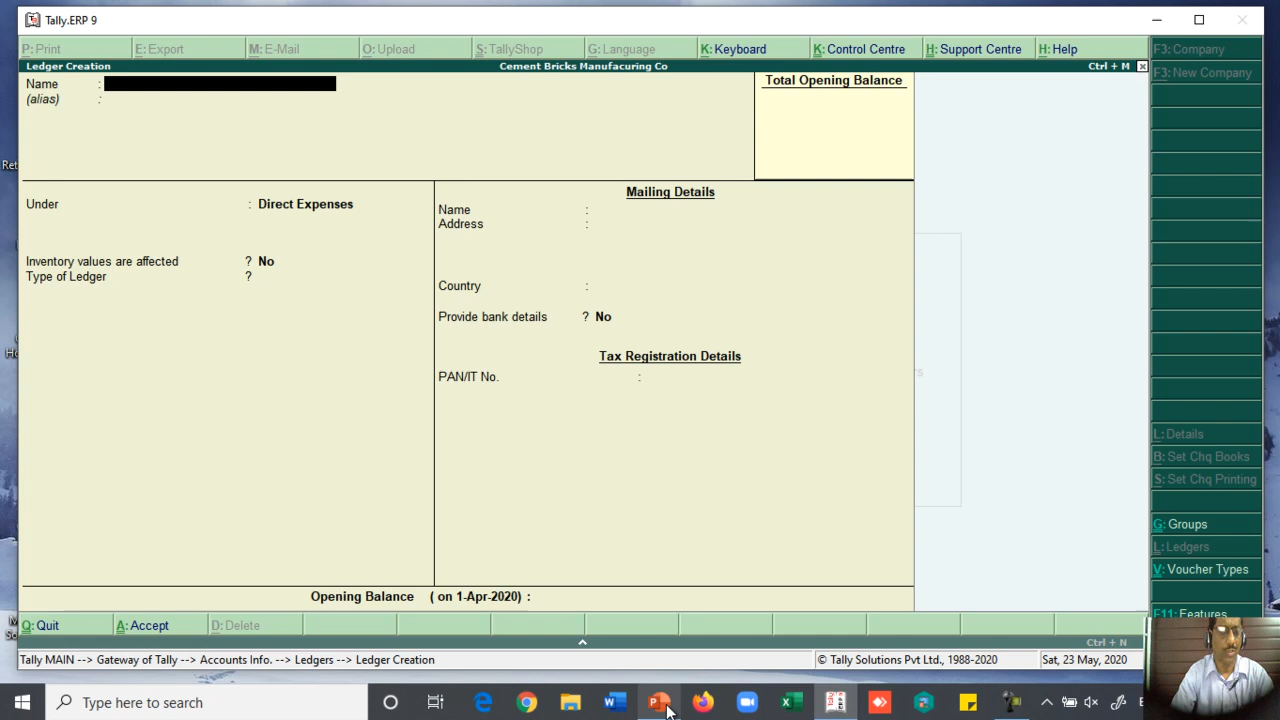 Tally.ERP 9
P: Print E: Export M: E-Mail O: Upload S: TallyShop G: Language K: Keyboard K: Control Centre H: Support Centre H: Help
Ledger Creation Cement Bricks Manufacuring Co Ctrl + M
F3: Company
F3: New Company
Name :
(alias) :
Total Opening Balance
Under : Direct Expenses
Inventory values are affected ? No
Type of Ledger ?
Mailing Details
Name :
Address :
Country :
Provide bank details ? No
Tax Registration Details
PAN/IT No. :
Ret
L: Details
B: Set Chq Books
S: Set Chq Printing
G: Groups
L: Ledgers
V: Voucher Types
F11: Features
Opening Balance ( on 1-Apr-2020) :
Q: Quit A: Accept D: Delete
Ctrl + N
Tally MAIN --> Gateway of Tally --> Accounts Info. --> Ledgers --> Ledger Creation © Tally Solutions Pvt Ltd., 1988-2020 Sat, 23 May, 2020
Type here to search